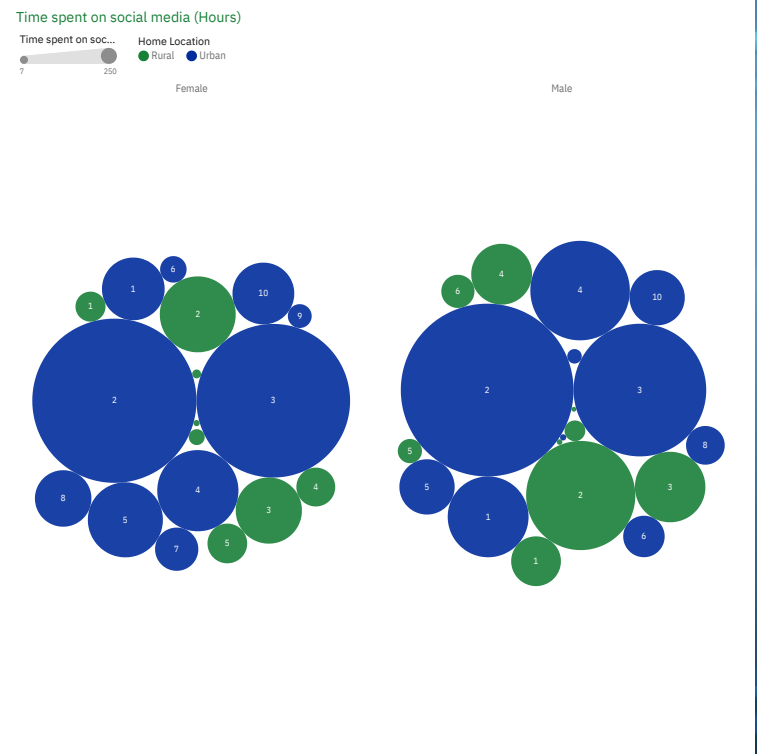 Time spent on social media (Hours)
Time spent on soc...
7 250
Home Location
Rural Urban
Female Male
1 6 10 9 1 2
2 3
8 5 4 7 5 3 4
4 6 4 10
2 3
5 5 1 1 2 3 8 6